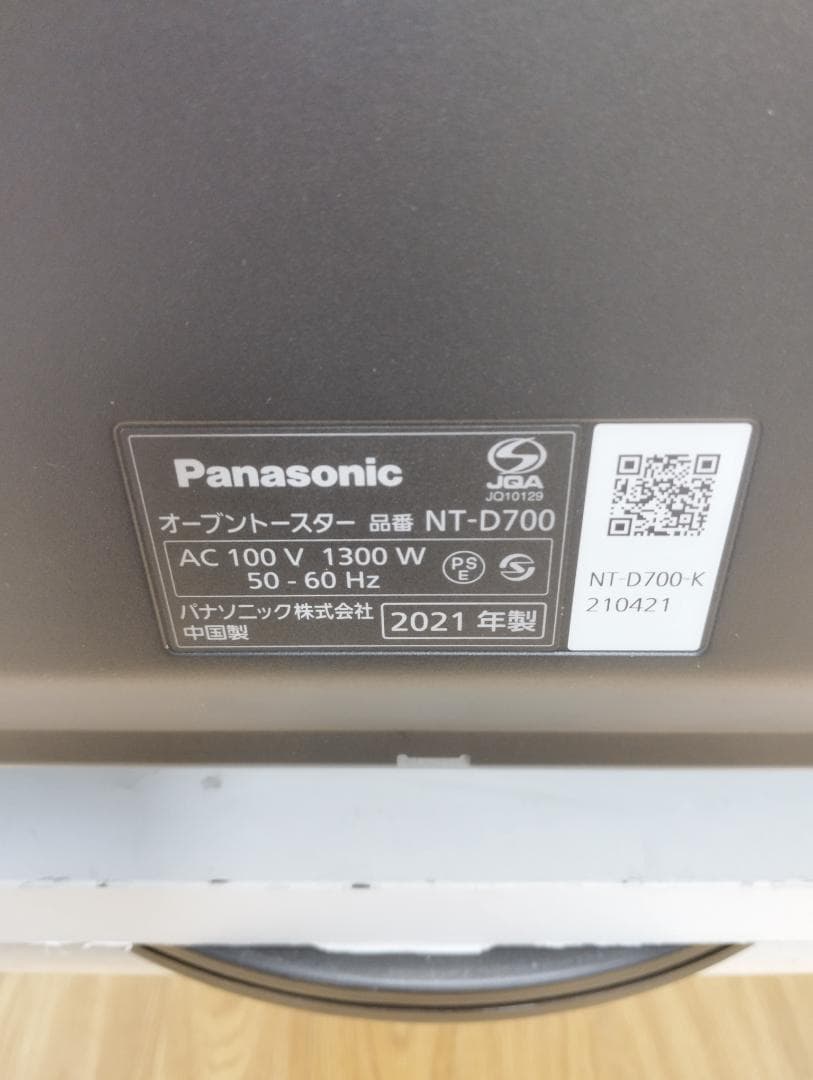 Panasonic
JQA
JQ10129
オーブントースター 品番 NT-D700
AC 100 V 1300 W
50 - 60 Hz
PS
E
パナソニック株式会社
中国製
2021 年製
NT-D700-K
210421